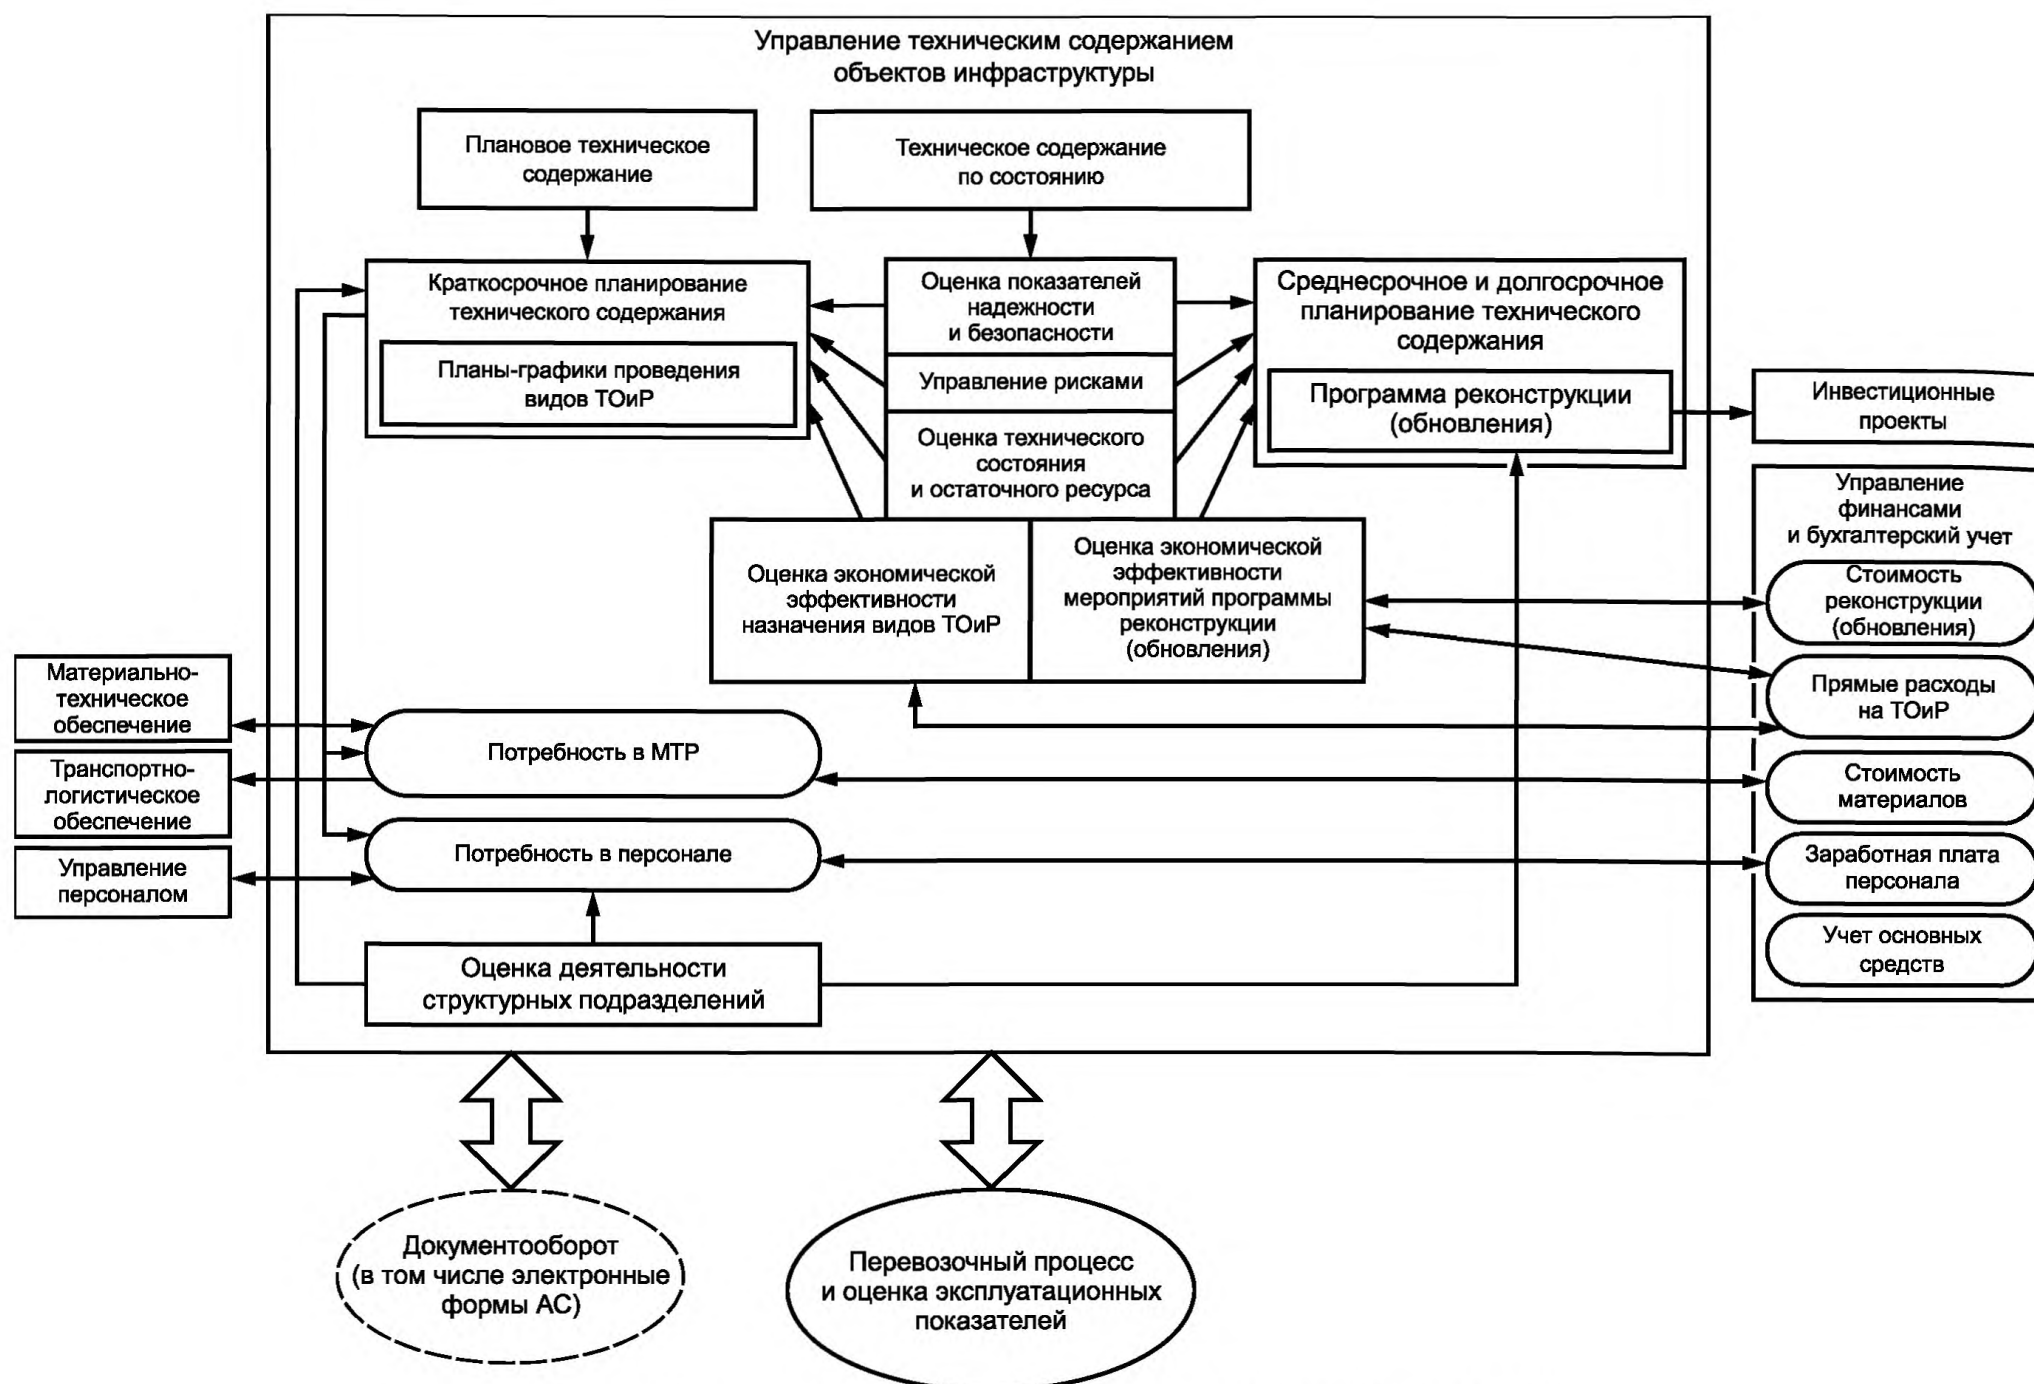 Управление техническим содержанием
объектов инфраструктуры
Плановое техническое
содержание
Техническое содержание
по состоянию
Краткосрочное планирование
технического содержания
Планы-графики проведения
видов ТОиР
Оценка показателей
надежности
и безопасности
Управление рисками
Оценка технического
состояния
и остаточного ресурса
Среднесрочное и долгосрочное
планирование технического
содержания
Программа реконструкции
(обновления)
Инвестиционные
проекты
Оценка экономической
эффективности
назначения видов ТОиР
Оценка экономической
эффективности
мероприятий программы
реконструкции
(обновления)
Управление
финансами
и бухгалтерский учет
Стоимость
реконструкции
(обновления)
Прямые расходы
на ТОиР
Стоимость
материалов
Заработная плата
персонала
Учет основных
средств
Материально-
техническое
обеспечение
Транспортно-
логистическое
обеспечение
Управление
персоналом
Потребность в МТР
Потребность в персонале
Оценка деятельности
структурных подразделений
Документооборот
(в том числе электронные
формы АС)
Перевозочный процесс
и оценка эксплуатационных
показателей